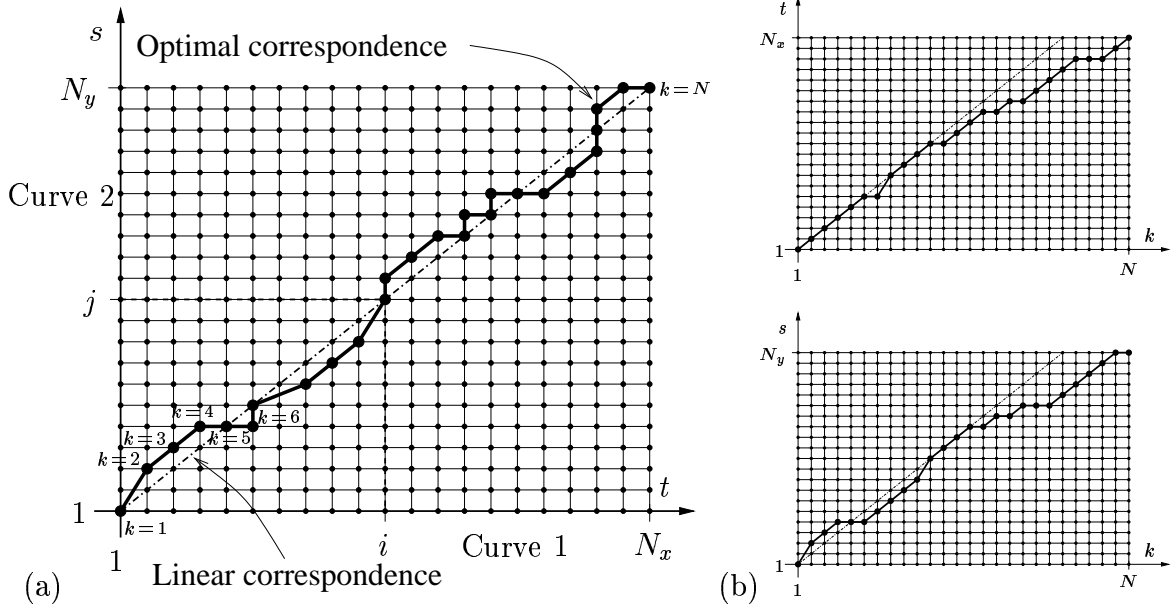 s
Optimal correspondence
N_y
k=N
Curve 2
j
k=4
k=6
k=3
k=5
k=2
t
1
k=1
1
i
Curve 1
N_x
(a)
Linear correspondence
t
N_x
1
k
1
N
s
N_y
1
k
1
N
(b)